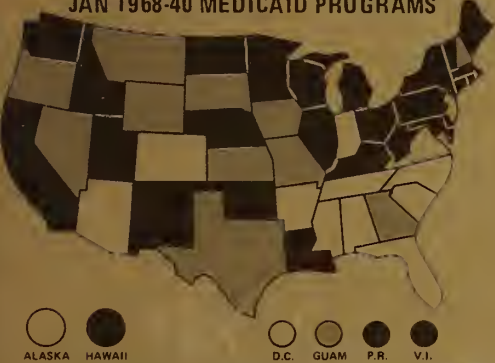 JAN 1968-40 MEDICAID PROGRAMS
ALASKA HAWAII D.C. GUAM P.R. V.I.